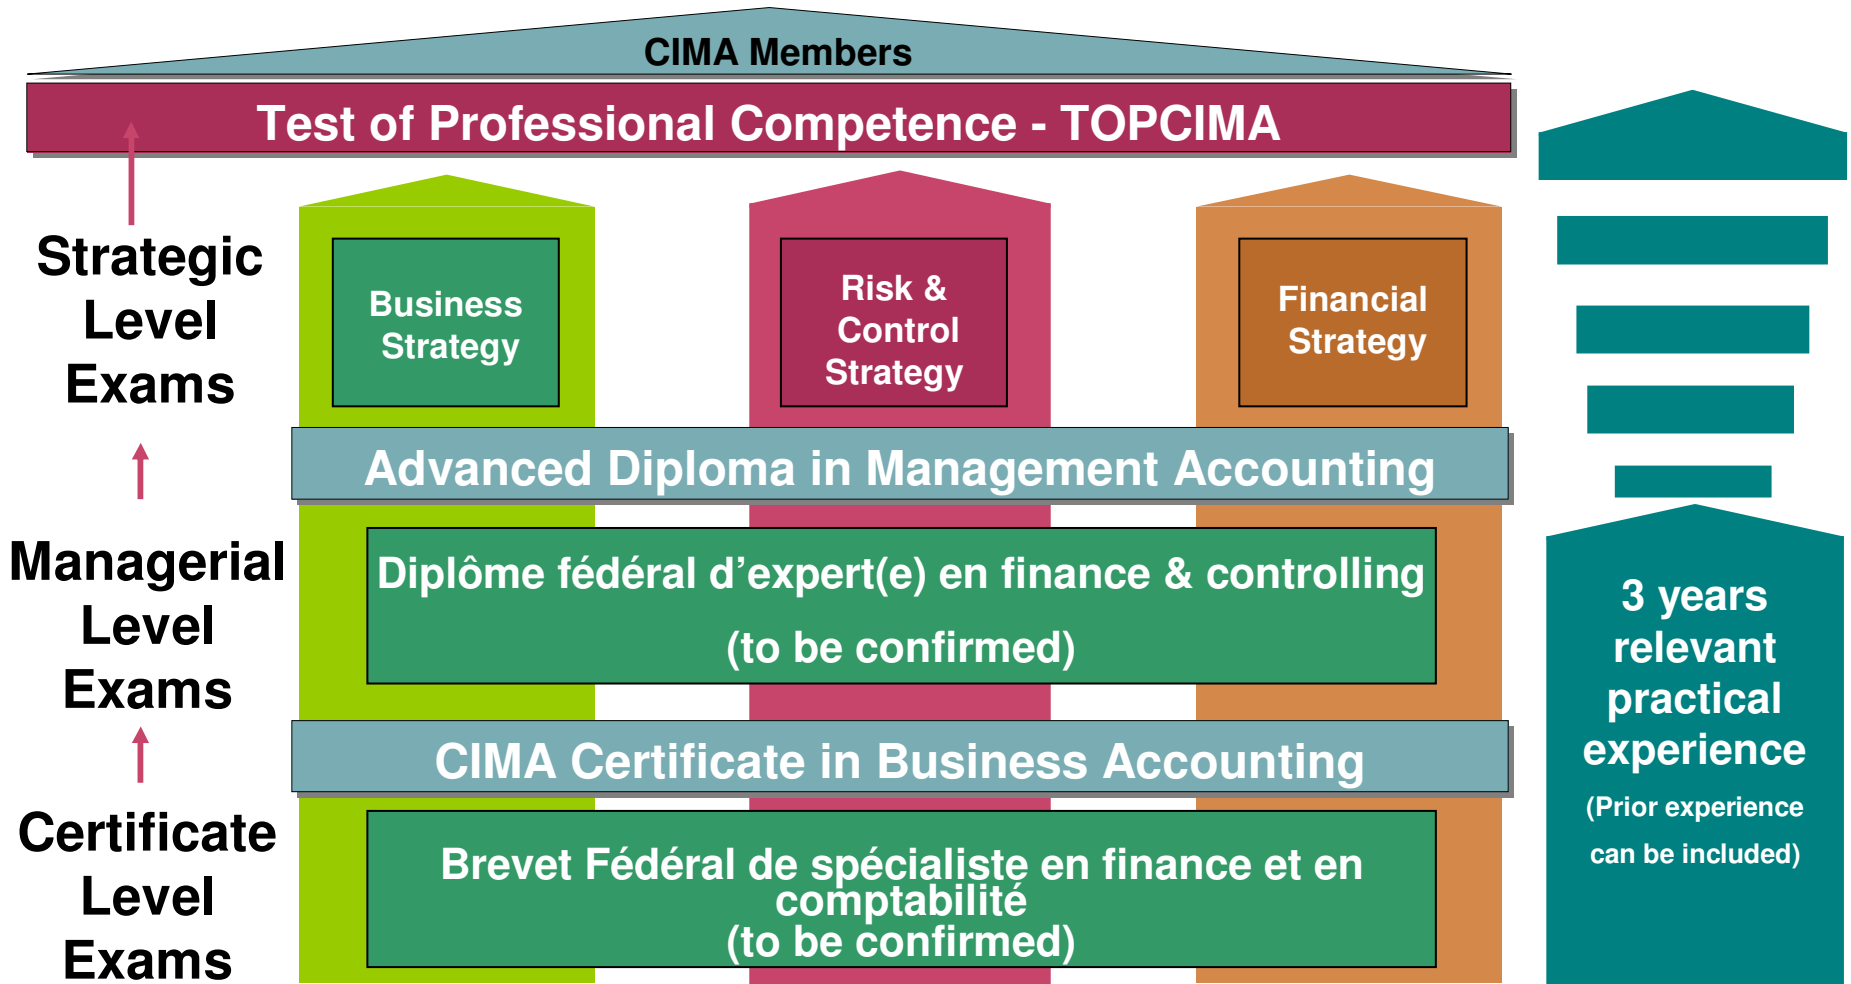 CIMA Members
Test of Professional Competence - TOPCIMA
Strategic
Level
Exams
Business
Strategy
Risk &
Control
Strategy
Financial
Strategy
Advanced Diploma in Management Accounting
Managerial
Level
Exams
Diplôme fédéral d’expert(e) en finance & controlling
(to be confirmed)
CIMA Certificate in Business Accounting
Certificate
Level
Exams
Brevet Fédéral de spécialiste en finance et en
comptabilité
(to be confirmed)
3 years
relevant
practical
experience
(Prior experience
can be included)